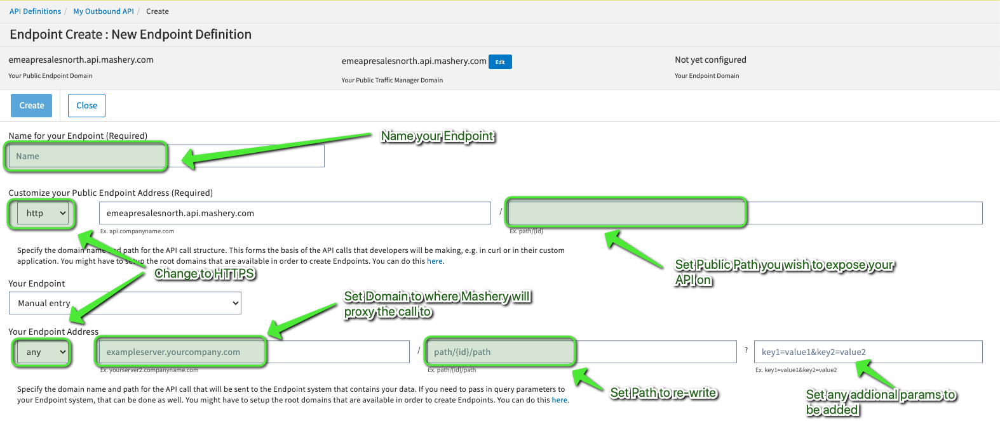 API Definitions / My Outbound API / Create
Endpoint Create : New Endpoint Definition
emeapresalesnorth.api.mashery.com
Your Public Endpoint Domain
emeapresalesnorth.api.mashery.com Edit
Your Public Traffic Manager Domain
Not yet configured
Your Endpoint Domain
Create Close
Name for your Endpoint (Required)
Name
Name your Endpoint
Customize your Public Endpoint Address (Required)
http emeapresalesnorth.api.mashery.com /
Ex. api.companyname.com
Ex. path/{id}
Specify the domain name and path for the API call structure. This forms the basis of the API calls that developers will be making, e.g. in curl or in their custom
application. You might have to setup the root domains that are available in order to create Endpoints. You can do this here.
Change to HTTPS
Set Public Path you wish to expose your
API on
Your Endpoint
Manual entry
Set Domain to where Mashery will
proxy the call to
Your Endpoint Address
any exampleserver.yourcompany.com / path/{id}/path ? key1=value1&key2=value2
Ex. yourserver2.companyname.com
Ex. path/{id}/path
Ex. key1=value1&key2=value2
Specify the domain name and path for the API call that will be sent to the Endpoint system that contains your data. If you need to pass in query parameters to
your Endpoint system, that can be done as well. You might have to setup the root domains that are available in order to create Endpoints. You can do this here.
Set Path to re-write
Set any addional params to
be added